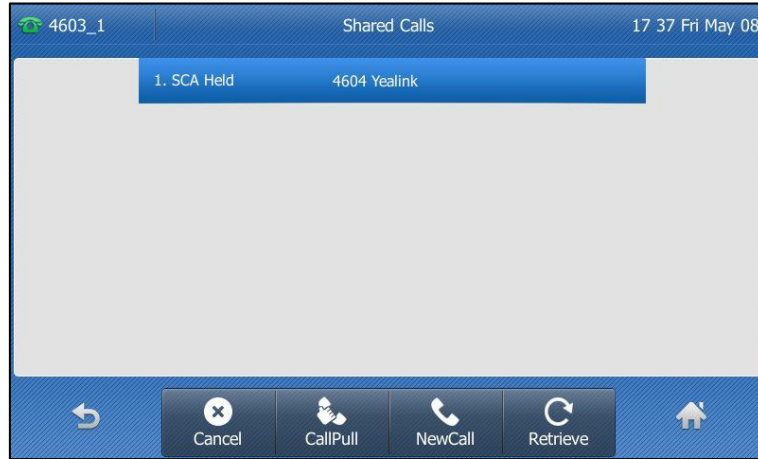 4603_1 Shared Calls 17 37 Fri May 08
1. SCA Held 4604 Yealink
Cancel CallPull NewCall Retrieve